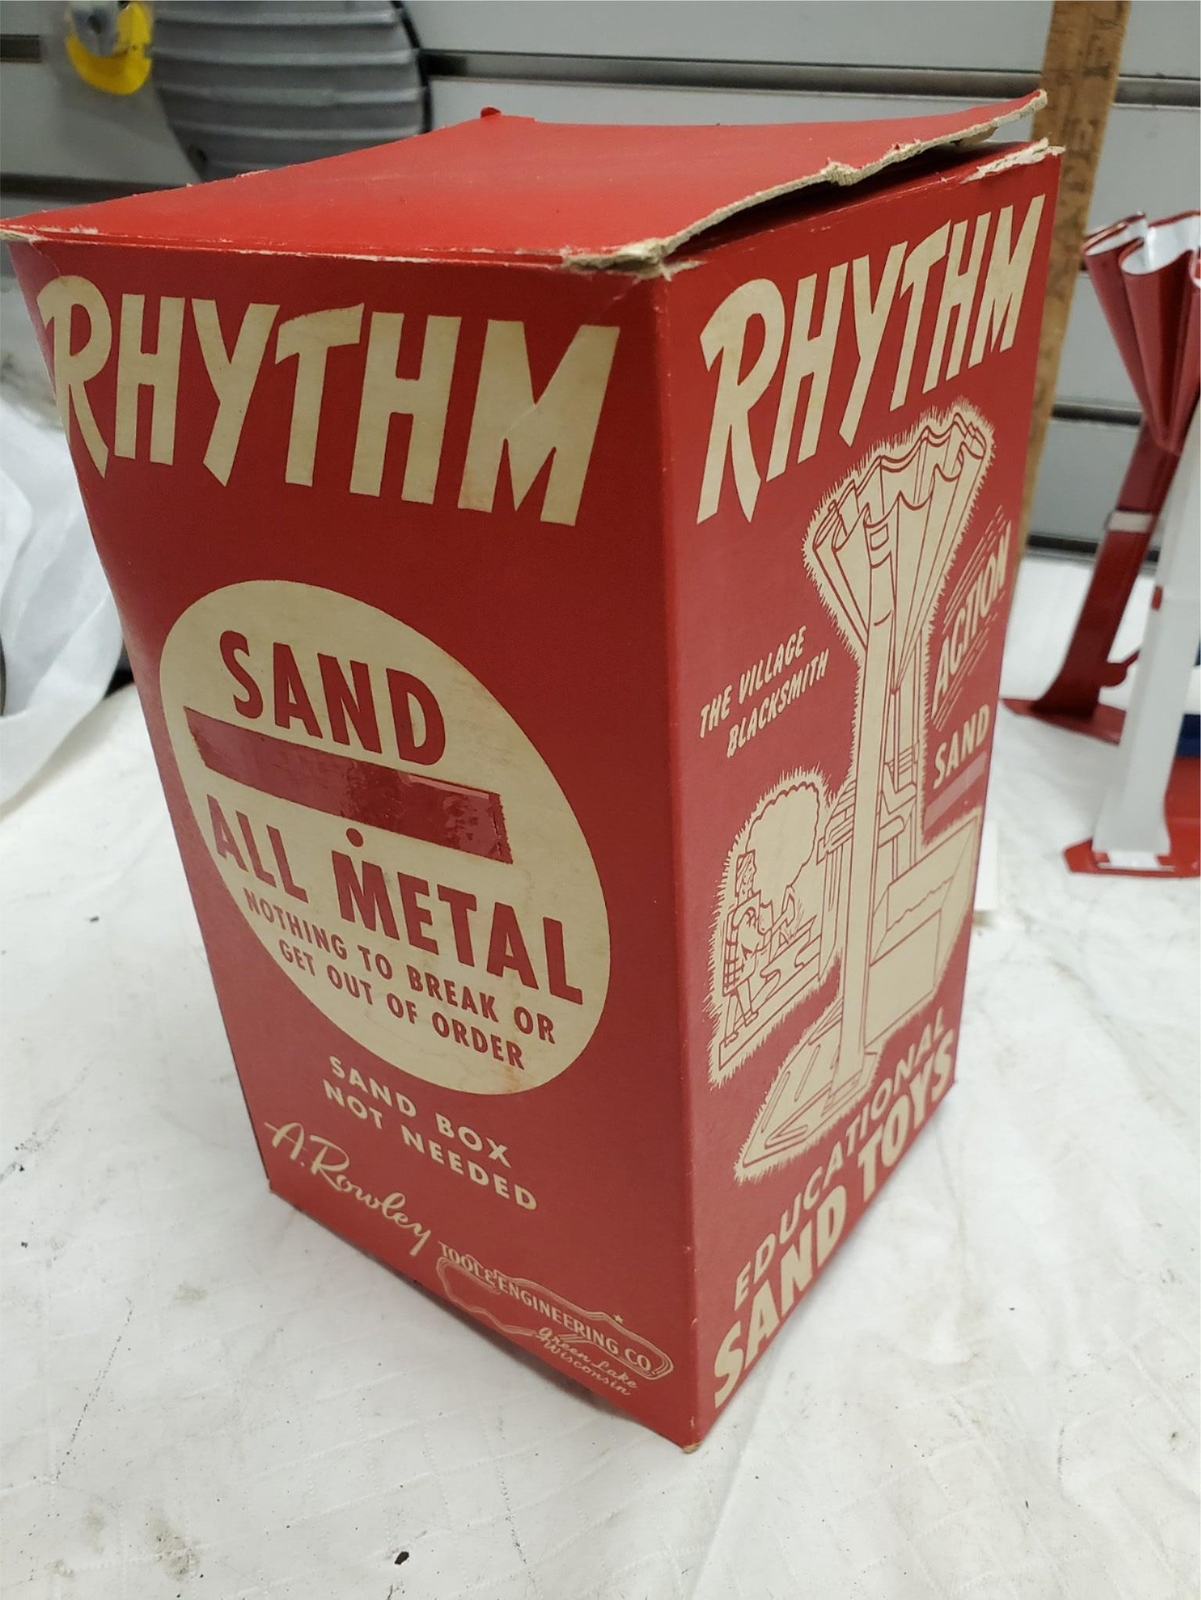 RHYTHM
SAND
ALL METAL
NOTHING TO BREAK OR
GET OUT OF ORDER
SAND BOX
NOT NEEDED
A. Rowley
TOOL & ENGINEERING CO.
Green Lake
Wisconsin
RHYTHM
THE VILLAGE
BLACKSMITH
SAND ACTION
EDUCATIONAL
SAND TOYS